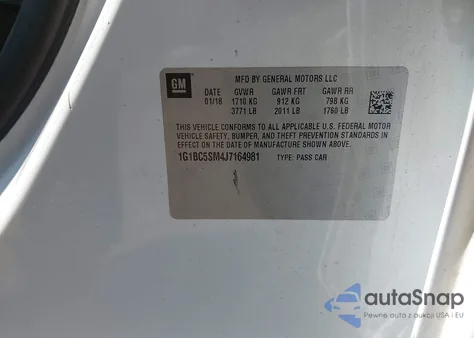 GM
MFD BY GENERAL MOTORS LLC
DATE GVWR GAWR FRT GAWR RR
01/18 1710 KG 912 KG 798 KG
3771 LB 2011 LB 1760 LB
THIS VEHICLE CONFORMS TO ALL APPLICABLE U.S. FEDERAL MOTOR
VEHICLE SAFETY, BUMPER, AND THEFT PREVENTION STANDARDS IN
EFFECT ON THE DATE OF MANUFACTURE SHOWN ABOVE.
1G1BC5SM4J7164981 TYPE: PASS CAR
autaSnap
Pewne auto z aukcji USA i EU